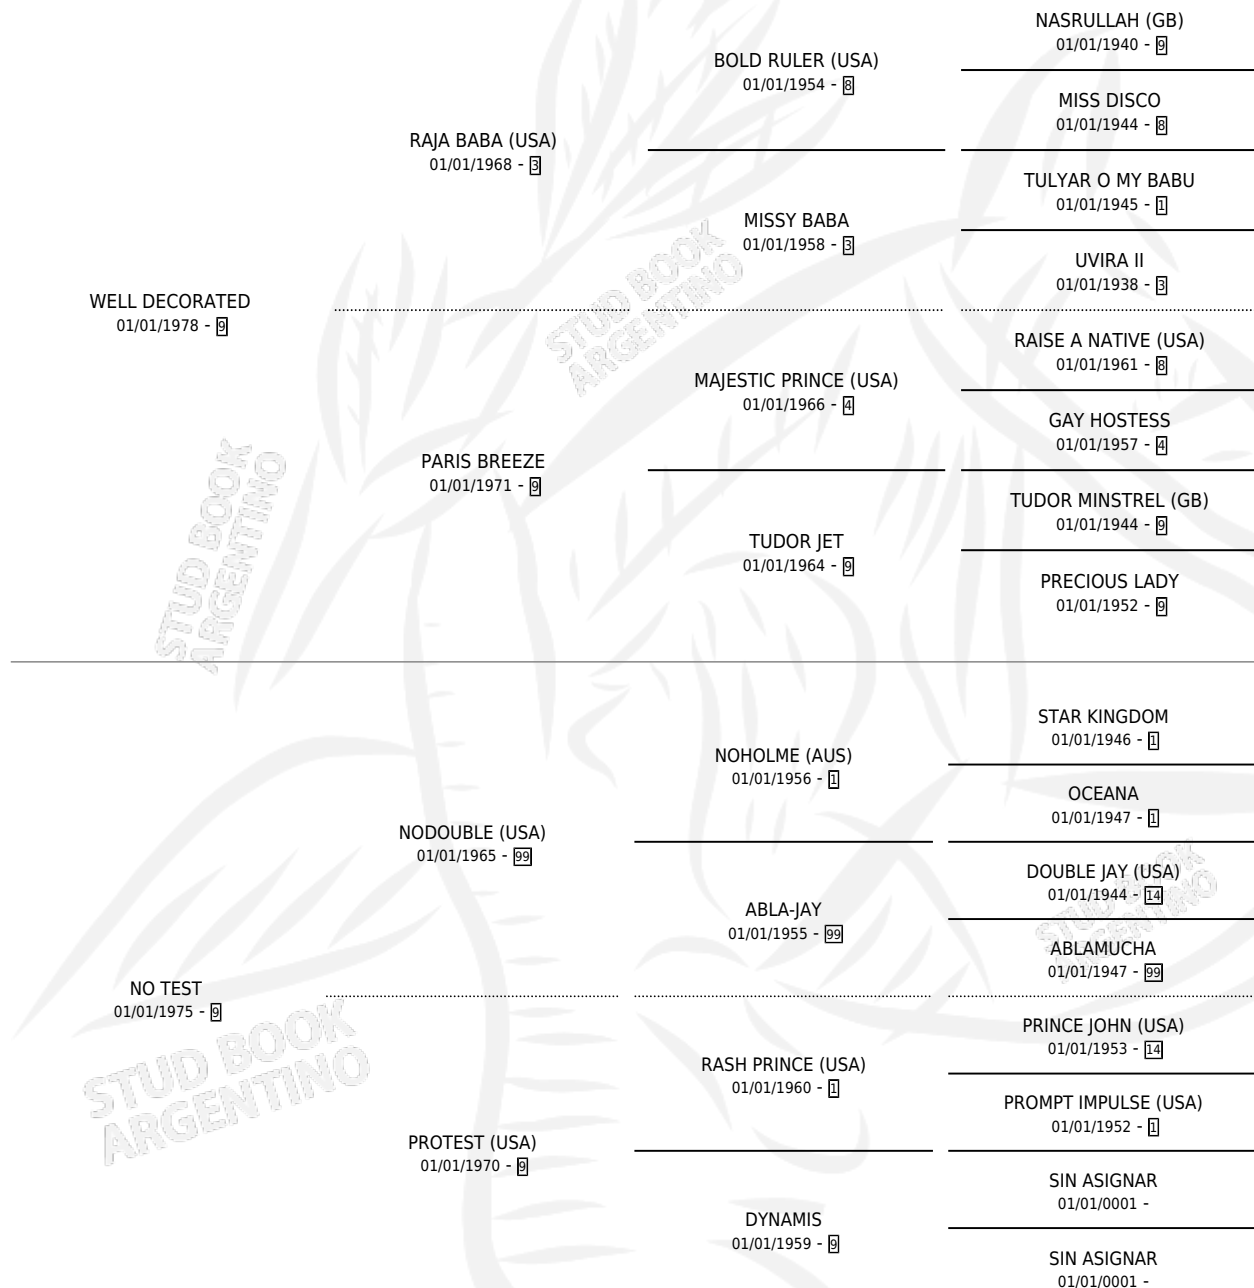 NASRULLAH (GB)
01/01/1940 - 9
BOLD RULER (USA)
01/01/1954 - 8
MISS DISCO
01/01/1944 - 8
RAJA BABA (USA)
01/01/1968 - 3
TULYAR O MY BABU
01/01/1945 - 1
MISSY BABA
01/01/1958 - 3
UVIRA II
01/01/1938 - 3
WELL DECORATED
01/01/1978 - 9
RAISE A NATIVE (USA)
01/01/1961 - 8
MAJESTIC PRINCE (USA)
01/01/1966 - 4
GAY HOSTESS
01/01/1957 - 4
PARIS BREEZE
01/01/1971 - 9
TUDOR MINSTREL (GB)
01/01/1944 - 9
TUDOR JET
01/01/1964 - 9
PRECIOUS LADY
01/01/1952 - 9
STUD BOOK
ARGENTINO
STUD BOOK
ARGENTINO
STAR KINGDOM
01/01/1946 - 1
NOHOLME (AUS)
01/01/1956 - 1
OCEANA
01/01/1947 - 1
NODOUBLE (USA)
01/01/1965 - 99
DOUBLE JAY (USA)
01/01/1944 - 14
ABLA-JAY
01/01/1955 - 99
ABLAMUCHA
01/01/1947 - 99
NO TEST
01/01/1975 - 9
PRINCE JOHN (USA)
01/01/1953 - 14
RASH PRINCE (USA)
01/01/1960 - 1
PROMPT IMPULSE (USA)
01/01/1952 - 1
PROTEST (USA)
01/01/1970 - 9
SIN ASIGNAR
01/01/0001 -
DYNAMIS
01/01/1959 - 9
SIN ASIGNAR
01/01/0001 -
STUD BOOK
ARGENTINO
STUD BOOK
ARGENTINO